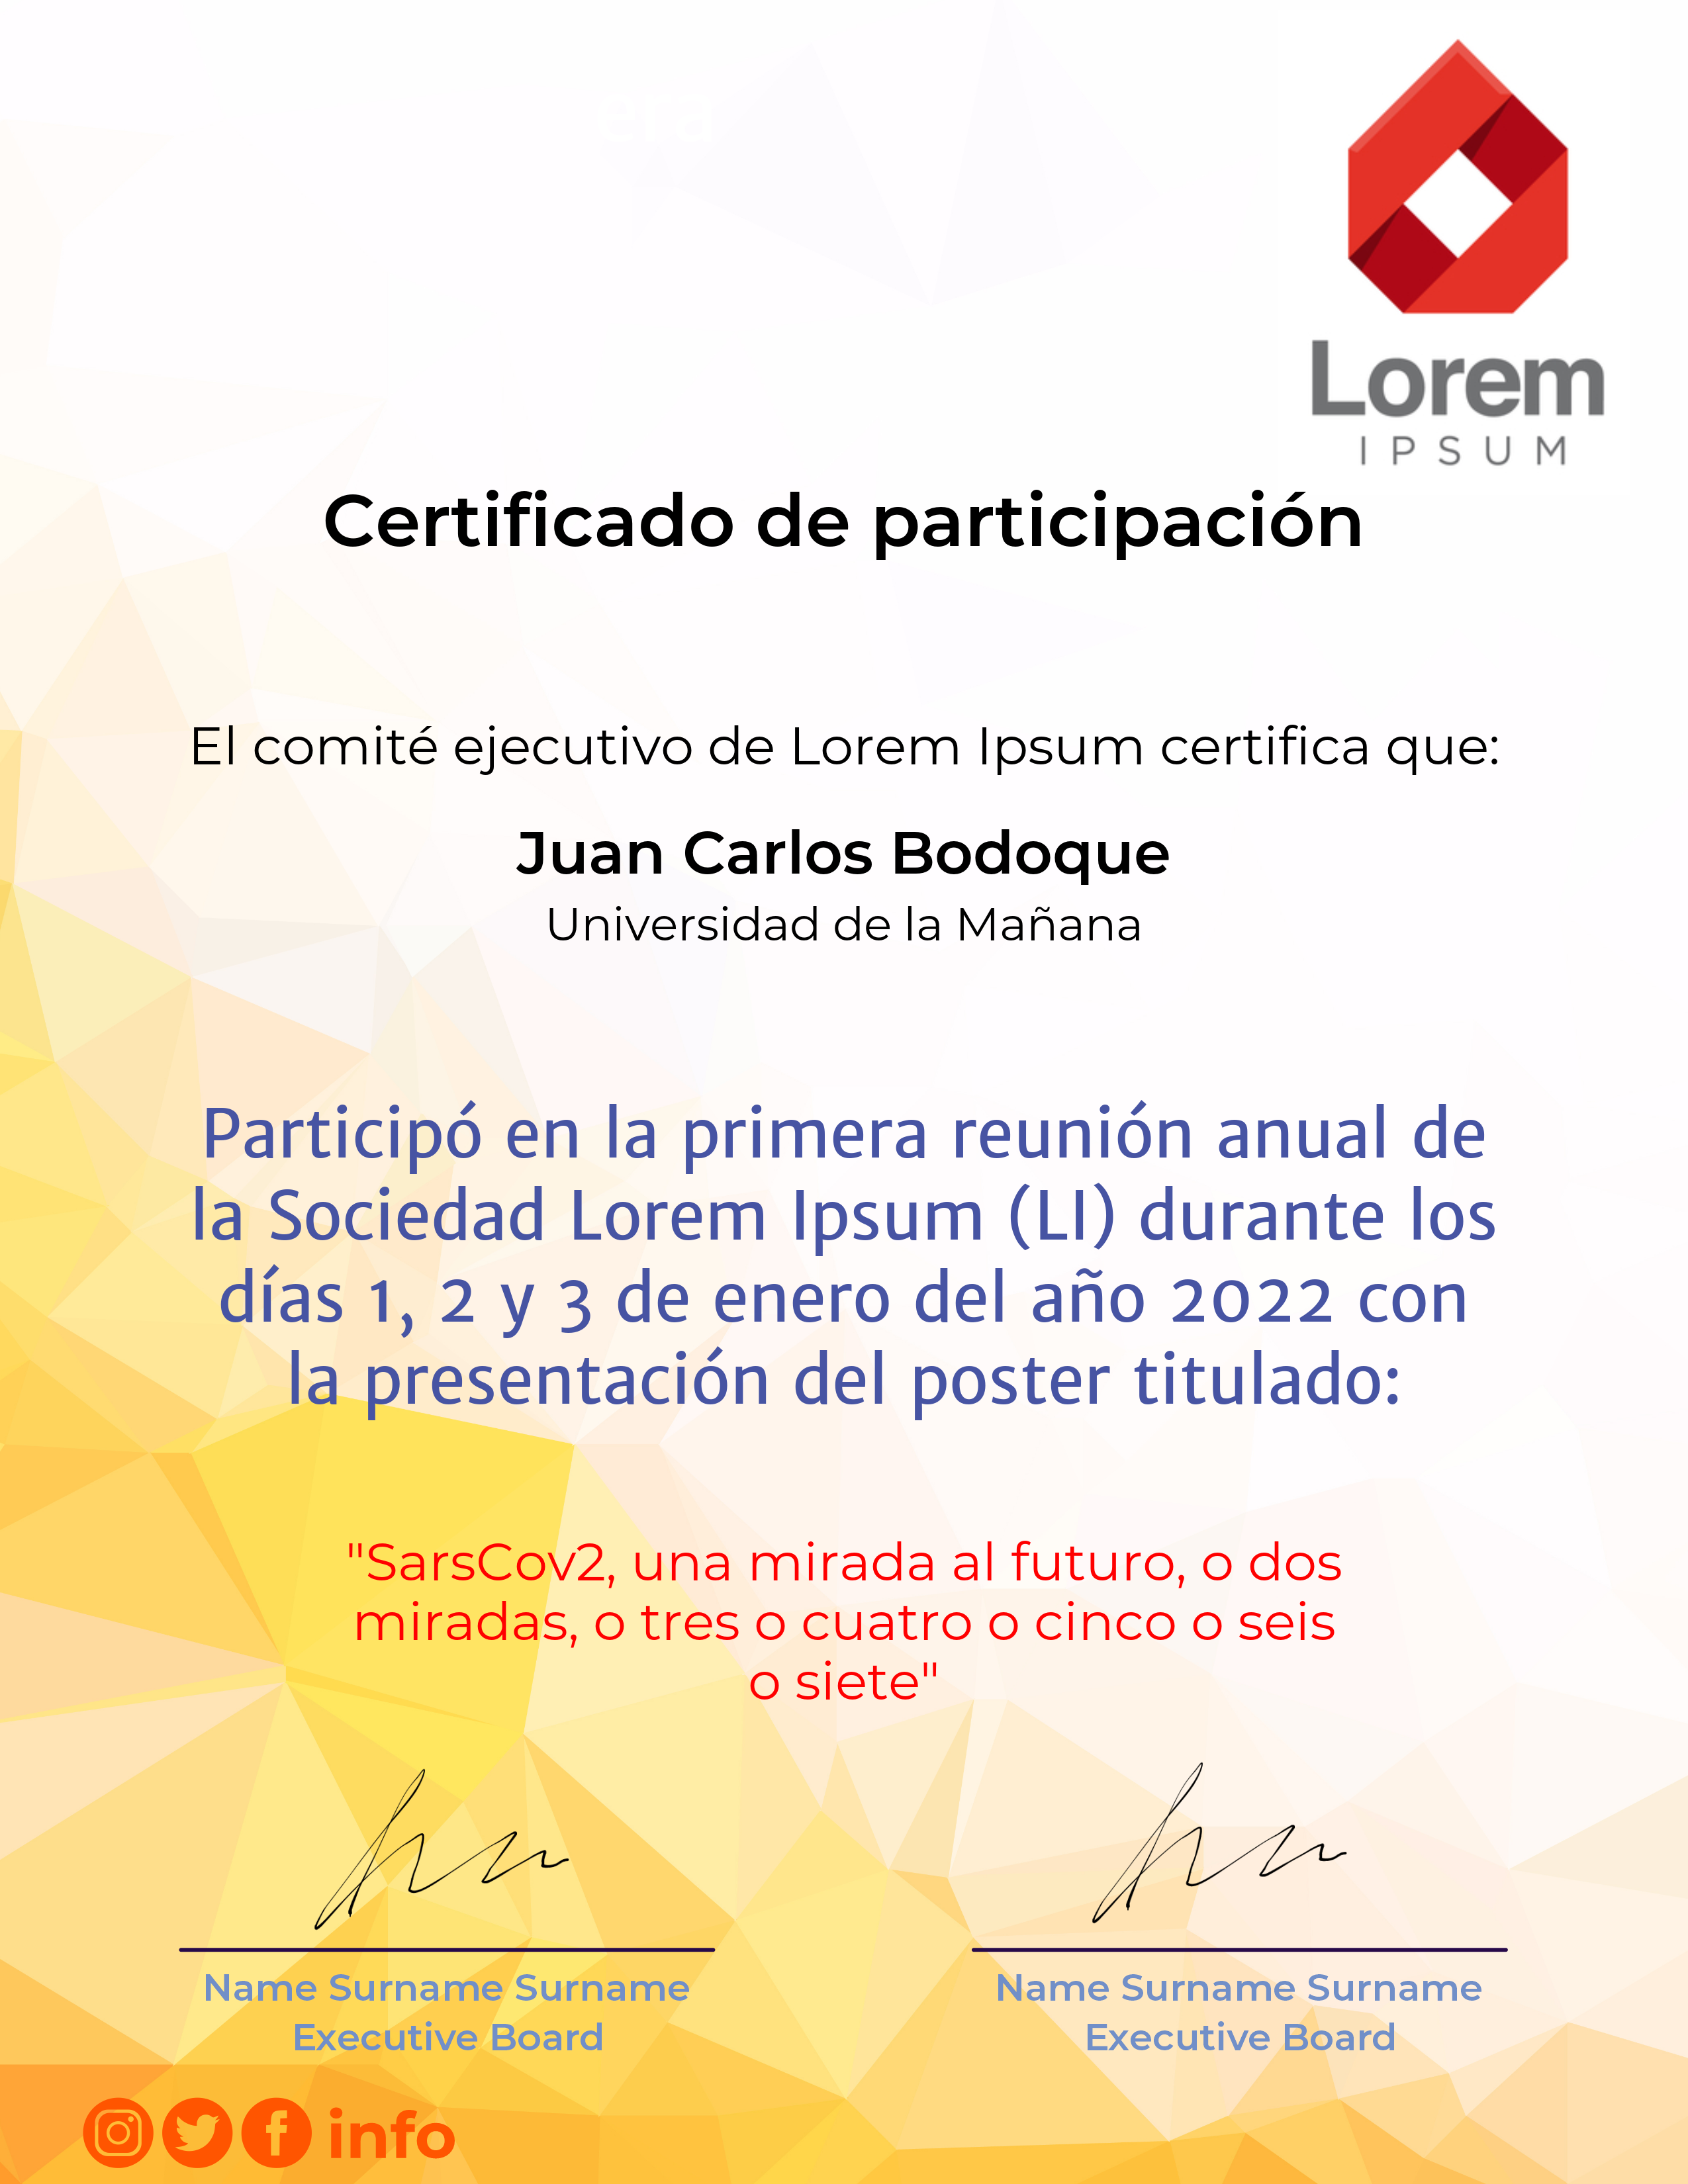 Lorem
IPSUM
Certificado de participación
El comité ejecutivo de Lorem Ipsum certifica que:
Juan Carlos Bodoque
Universidad de la Mañana
Participó en la primera reunión anual de
la Sociedad Lorem Ipsum (LI) durante los
días 1, 2 y 3 de enero del año 2022 con
la presentación del poster titulado:
"SarsCov2, una mirada al futuro, o dos
miradas, o tres o cuatro o cinco o seis
o siete"
Name Surname Surname
Executive Board
Name Surname Surname
Executive Board
info